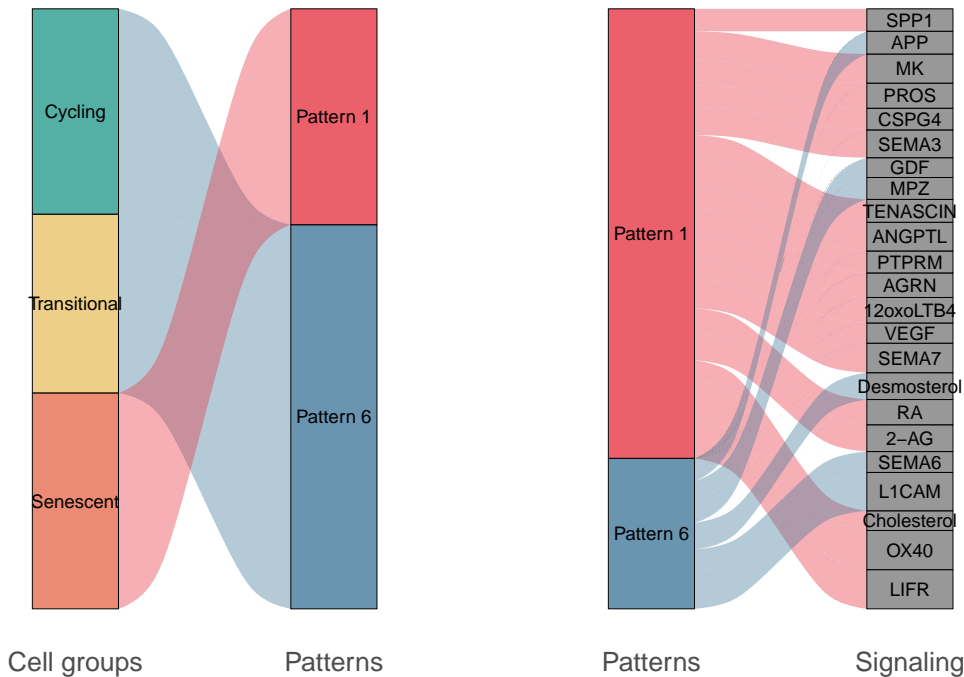 Cycling
Transitional
Senescent
Pattern 1
Pattern 6
Cell groups
Patterns
Pattern 1
Pattern 6
SPP1
APP
MK
PROS
CSPG4
SEMA3
GDF
MPZ
TENASCIN
ANGPTL
PTPRM
AGRN
12oxoLTB4
VEGF
SEMA7
Desmosterol
RA
2−AG
SEMA6
L1CAM
Cholesterol
OX40
LIFR
Patterns
Signaling